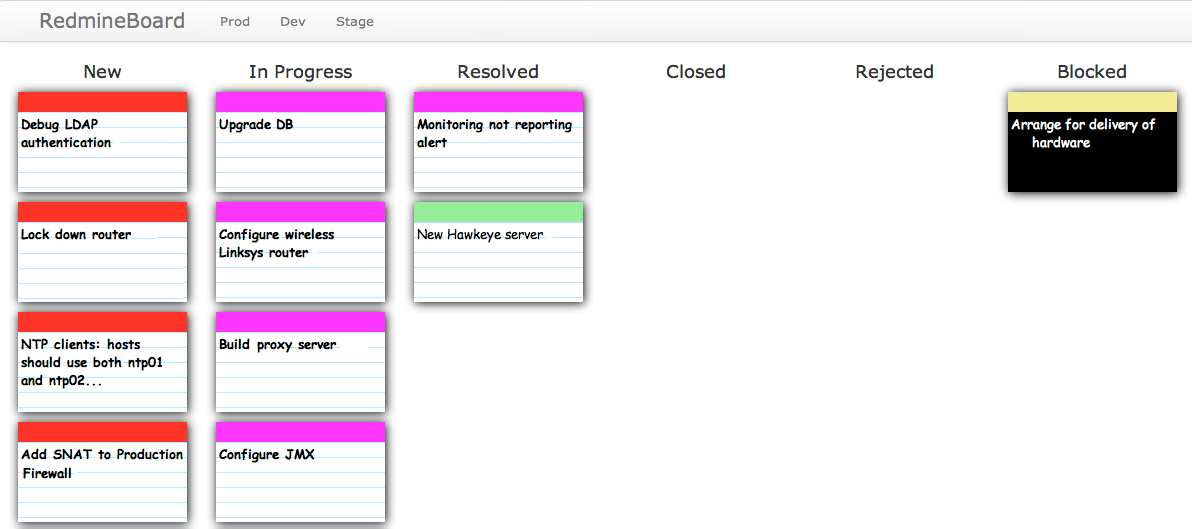 RedmineBoard Prod Dev Stage
New In Progress Resolved Closed Rejected Blocked
Debug LDAP
authentication
Upgrade DB
Monitoring not reporting
alert
Arrange for delivery of
hardware
Lock down router
Configure wireless
Linksys router
New Hawkeye server
NTP clients: hosts
should use both ntp01
and ntp02...
Build proxy server
Add SNAT to Production
Firewall
Configure JMX